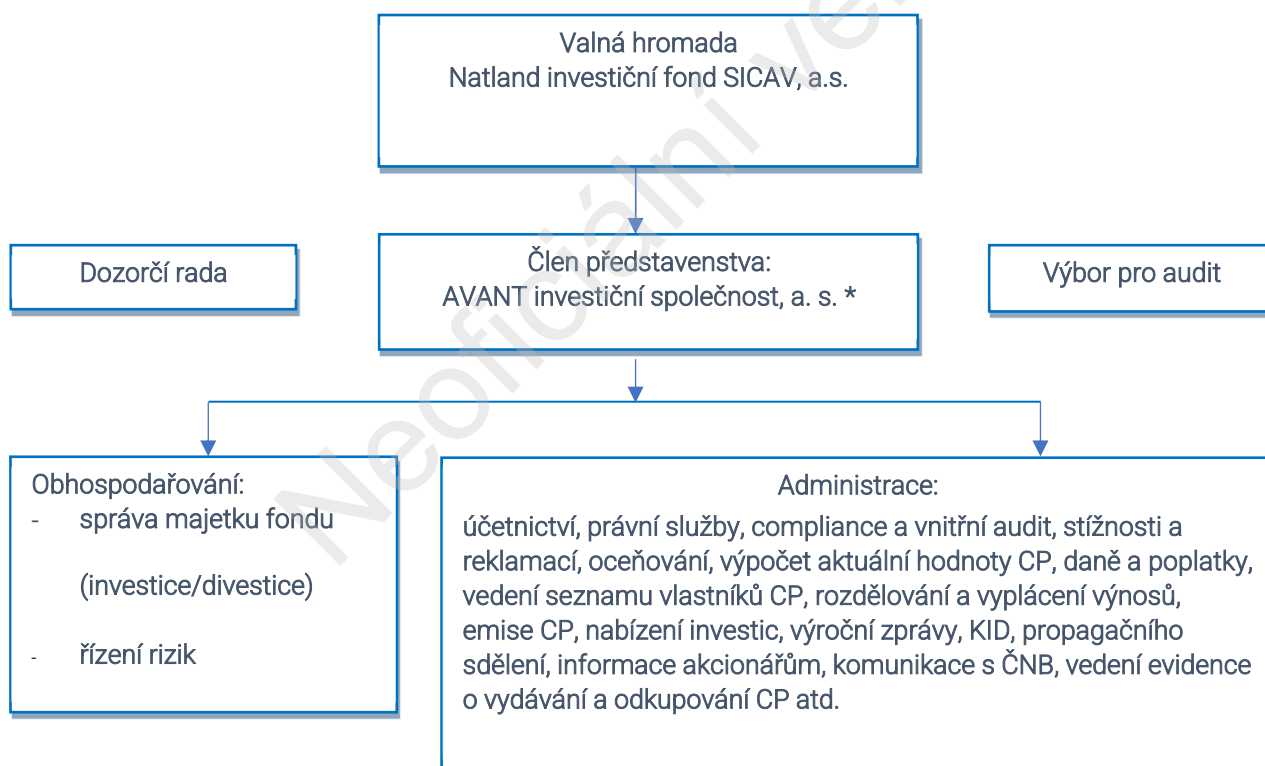 Valná hromada
Natland investiční fond SICAV, a.s.
Dozorčí rada
Člen představenstva:
AVANT investiční společnost, a. s. *
Výbor pro audit
Obhospodařování:
- správa majetku fondu
(investice/divestice)
- řízení rizik
Administrace:
účetnictví, právní služby, compliance a vnitřní audit, stížnosti a
reklamací, oceňování, výpočet aktuální hodnoty CP, daně a poplatky,
vedení seznamu vlastníků CP, rozdělování a vyplácení výnosů,
emise CP, nabízení investic, výroční zprávy, KID, propagačního
sdělení, informace akcionářům, komunikace s ČNB, vedení evidence
o vydávání a odkupování CP atd.
Neoficiální